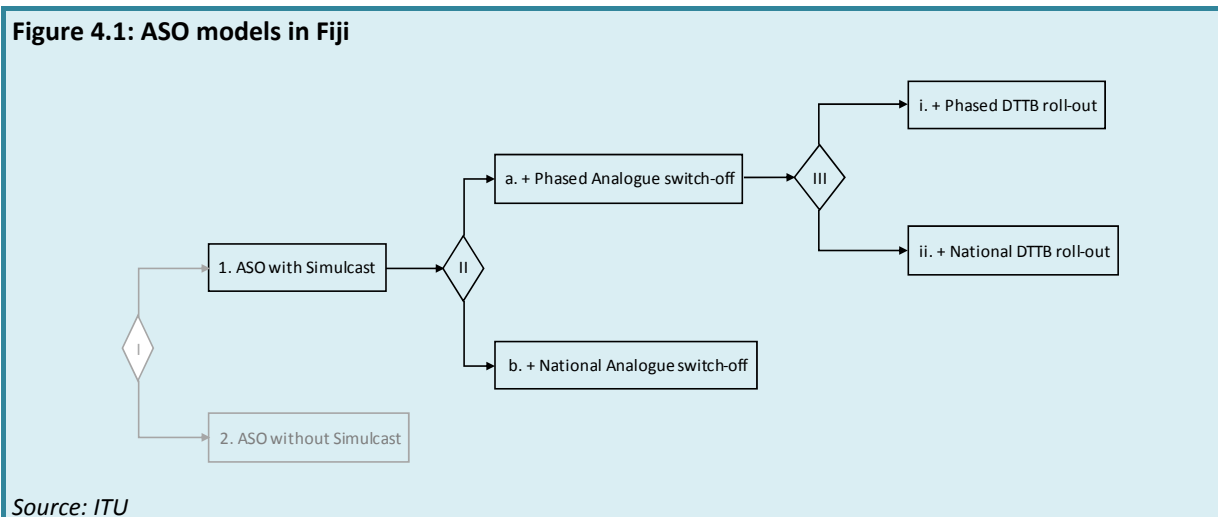 Figure 4.1: ASO models in Fiji
i. + Phased DTTB roll-out
a. + Phased Analogue switch-off
III
ii. + National DTTB roll-out
1. ASO with Simulcast
II
I
b. + National Analogue switch-off
2. ASO without Simulcast
Source: ITU